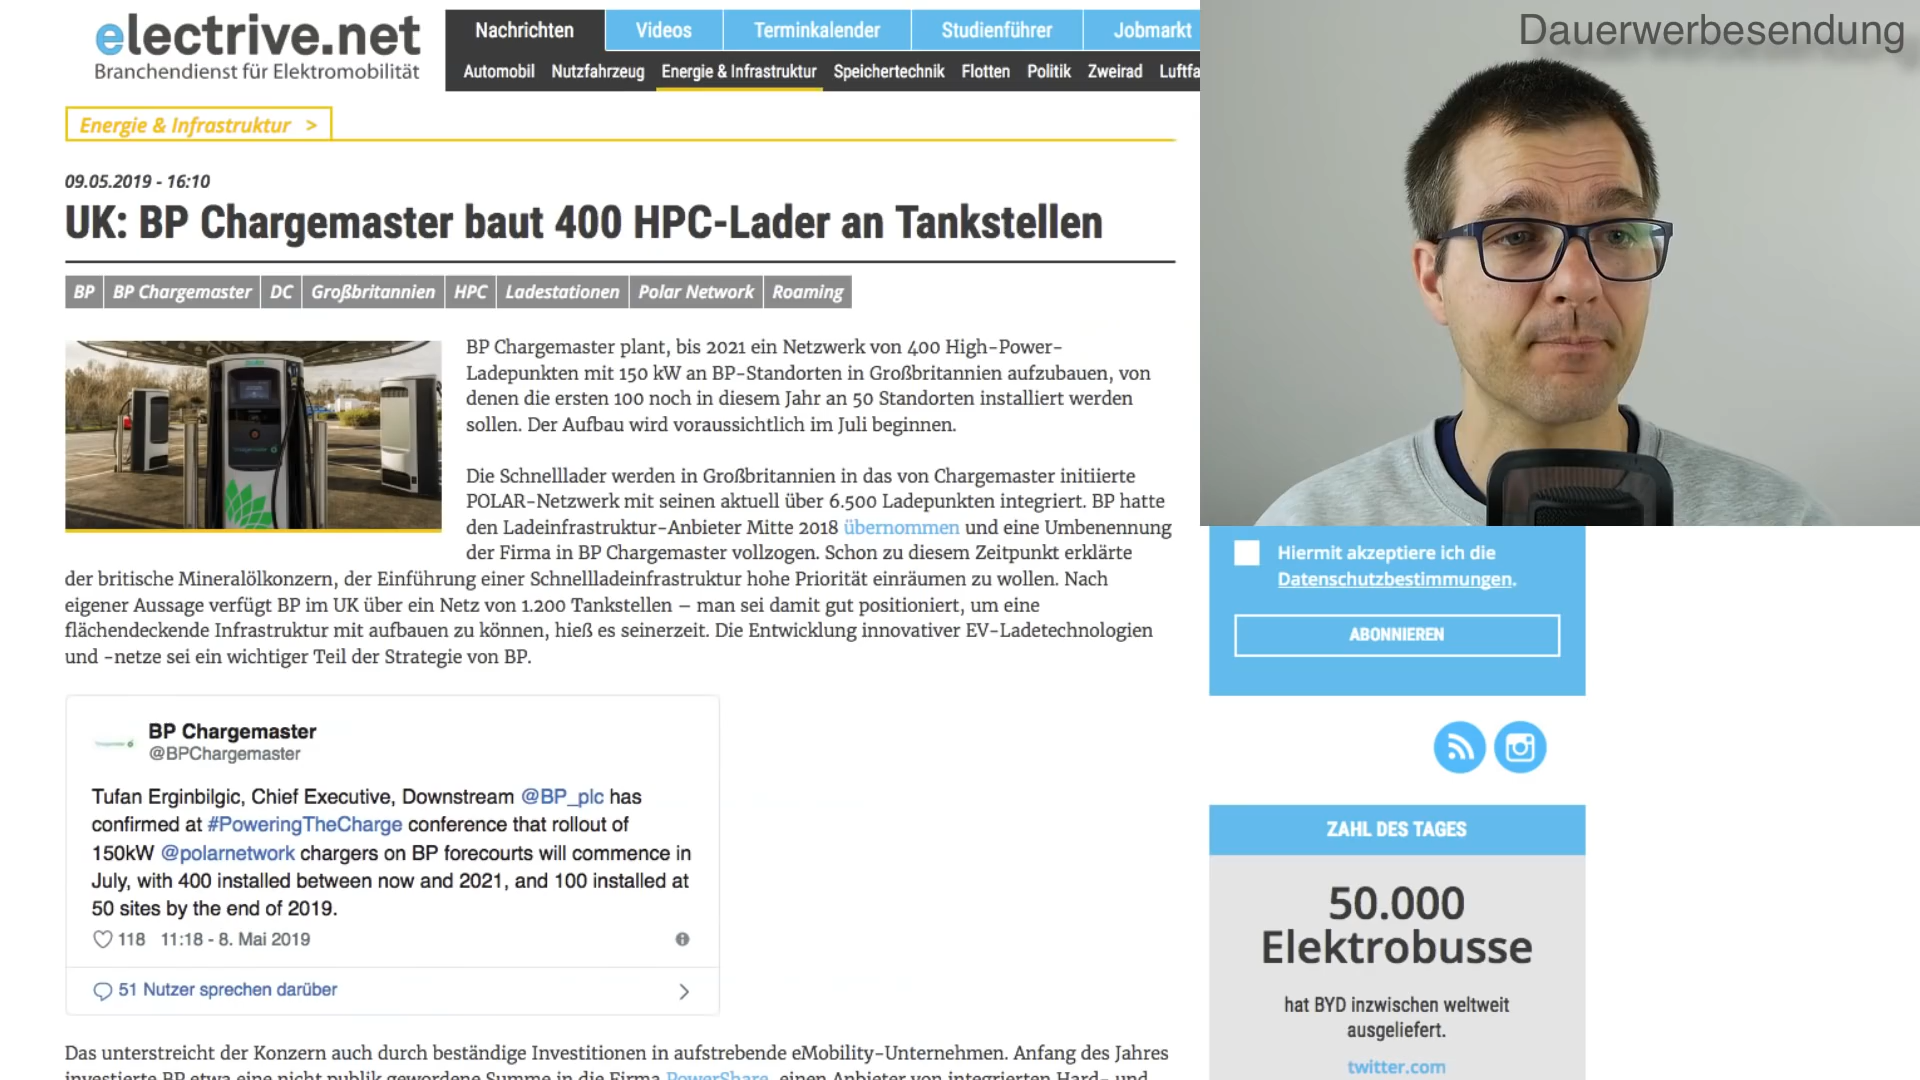 electrive.net
Branchendienst für Elektromobilität
Nachrichten Videos Terminkalender Studienführer Jobmarkt
Automobil Nutzfahrzeug Energie & Infrastruktur Speichertechnik Flotten Politik Zweirad Luftfa
Dauerwerbesendung
Energie & Infrastruktur >
09.05.2019 - 16:10
UK: BP Chargemaster baut 400 HPC-Lader an Tankstellen
BP BP Chargemaster DC Großbritannien HPC Ladestationen Polar Network Roaming
BP Chargemaster plant, bis 2021 ein Netzwerk von 400 High-Power-
Ladepunkten mit 150 kW an BP-Standorten in Großbritannien aufzubauen, von
denen die ersten 100 noch in diesem Jahr an 50 Standorten installiert werden
sollen. Der Aufbau wird voraussichtlich im Juli beginnen.
Die Schnelllader werden in Großbritannien in das von Chargemaster initiierte
POLAR-Netzwerk mit seinen aktuell über 6.500 Ladepunkten integriert. BP hatte
den Ladeinfrastruktur-Anbieter Mitte 2018 übernommen und eine Umbenennung
der Firma in BP Chargemaster vollzogen. Schon zu diesem Zeitpunkt erklärte
der britische Mineralölkonzern, der Einführung einer Schnellladeinfrastruktur hohe Priorität einräumen zu wollen. Nach
eigener Aussage verfügt BP im UK über ein Netz von 1.200 Tankstellen – man sei damit gut positioniert, um eine
flächendeckende Infrastruktur mit aufbauen zu können, hieß es seinerzeit. Die Entwicklung innovativer EV-Ladetechnologien
und -netze sei ein wichtiger Teil der Strategie von BP.
BP Chargemaster
@BPChargemaster
Tufan Erginbilgic, Chief Executive, Downstream @BP_plc has
confirmed at #PoweringTheCharge conference that rollout of
150kW @polarnetwork chargers on BP forecourts will commence in
July, with 400 installed between now and 2021, and 100 installed at
50 sites by the end of 2019.
118 11:18 - 8. Mai 2019
51 Nutzer sprechen darüber
Das unterstreicht der Konzern auch durch beständige Investitionen in aufstrebende eMobility-Unternehmen. Anfang des Jahres
investierte BP etwa eine nicht publik gewordene Summe in die Firma PowerShare, einen Anbieter von integrierten Hard- und
Hiermit akzeptiere ich die
Datenschutzbestimmungen.
ABONNIEREN
ZAHL DES TAGES
50.000
Elektrobusse
hat BYD inzwischen weltweit
ausgeliefert.
twitter.com